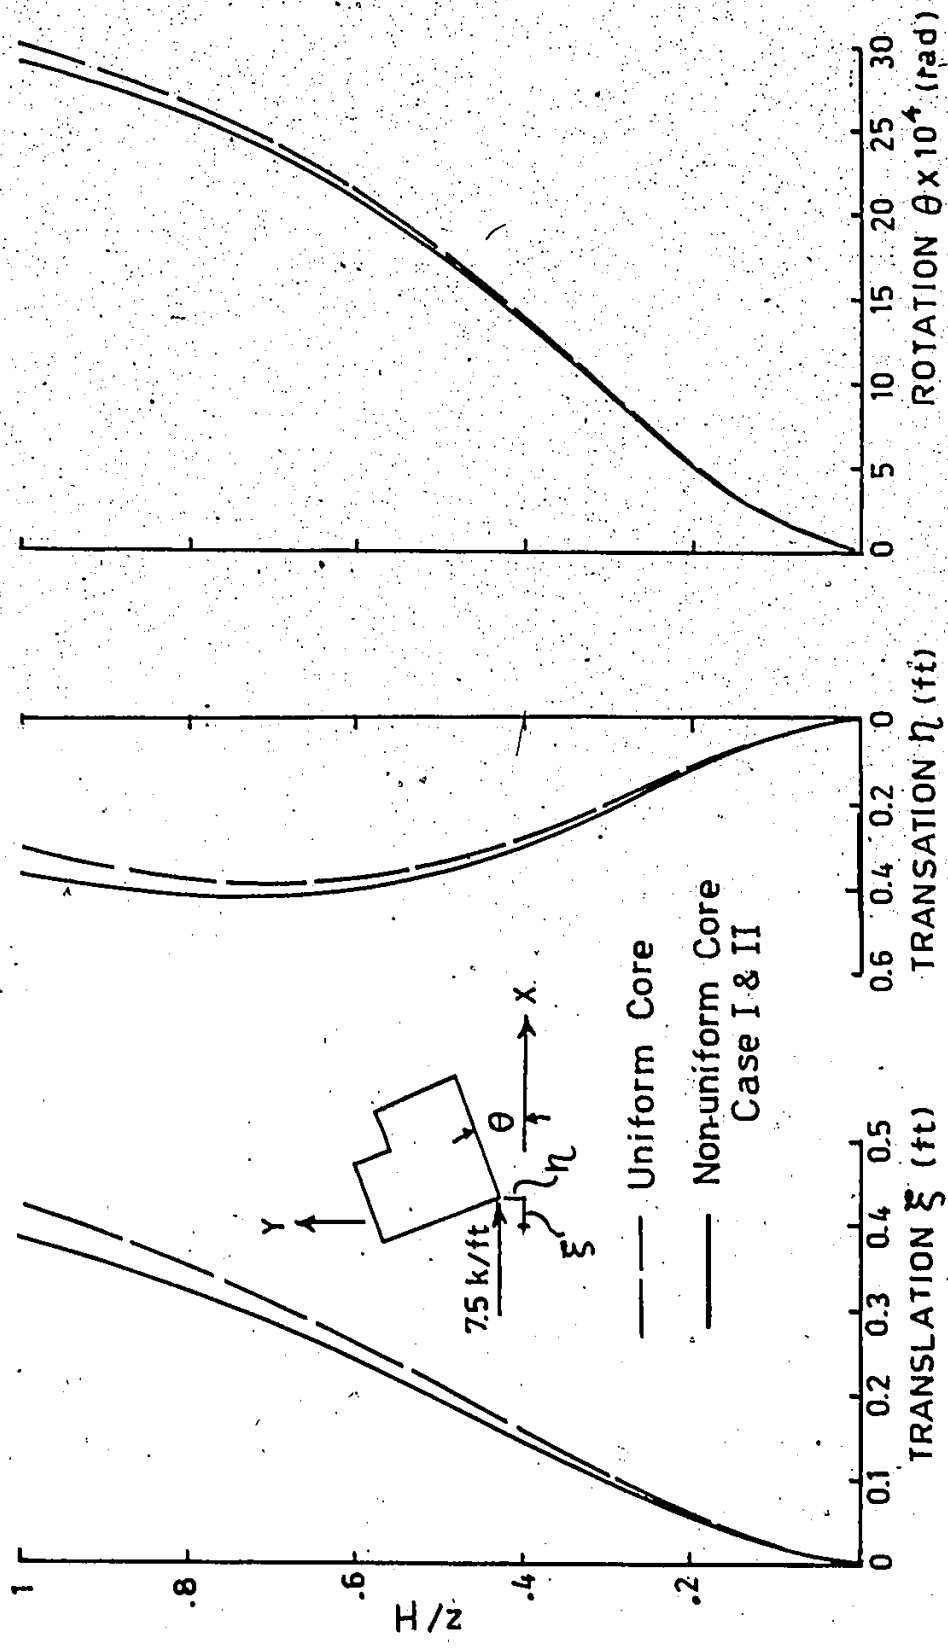 1
.8
.6
.4
.2
z/H
0 0.1 0.2 0.3 0.4 0.5
TRANSLATION ξ (ft)
Y
X
7.5 k/ft
θ
η
ξ
Uniform Core
Non-uniform Core
Case I & II
0.6 0.4 0.2 0
TRANSATION η (ft)
0 5 10 15 20 25 30
ROTATION θ x 10⁴ (rad)